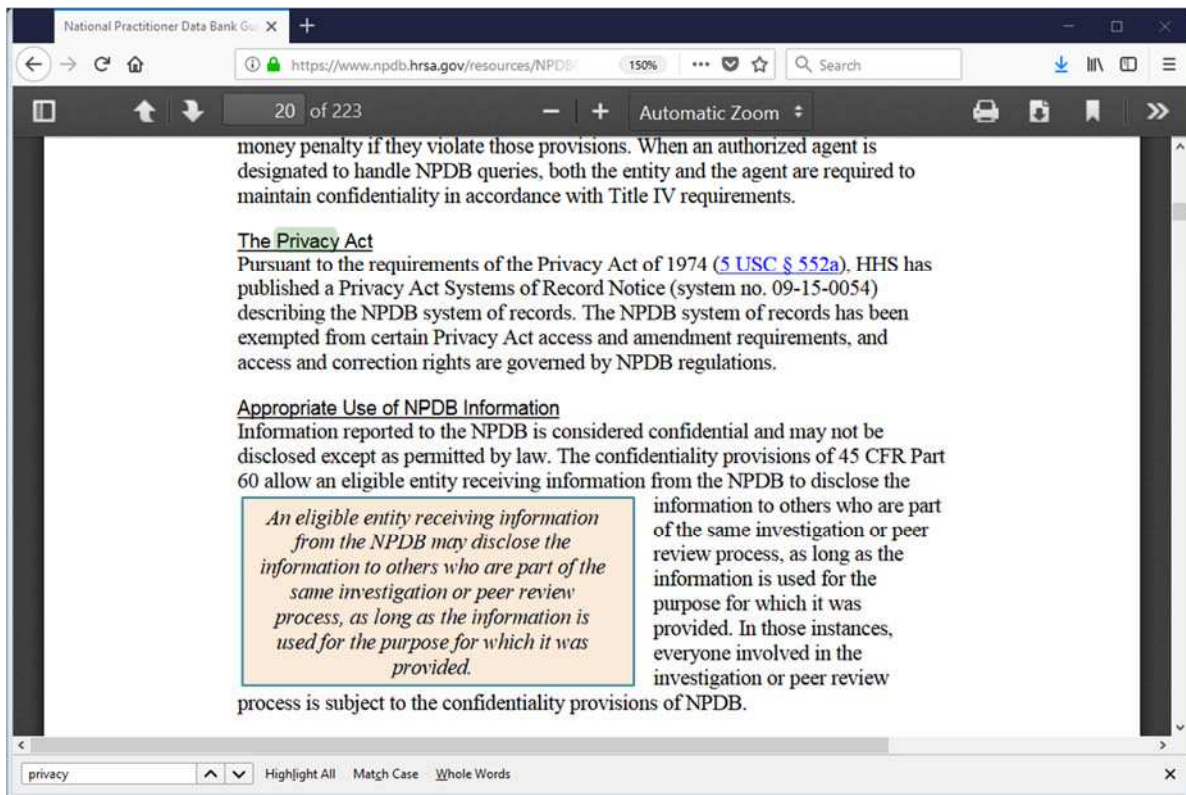 National Practitioner Data Bank Gu
https://www.npdb.hrsa.gov/resources/NPDB
150%
Search
20 of 223
Automatic Zoom
money penalty if they violate those provisions. When an authorized agent is
designated to handle NPDB queries, both the entity and the agent are required to
maintain confidentiality in accordance with Title IV requirements.
The Privacy Act
Pursuant to the requirements of the Privacy Act of 1974 (5 USC § 552a), HHS has
published a Privacy Act Systems of Record Notice (system no. 09-15-0054)
describing the NPDB system of records. The NPDB system of records has been
exempted from certain Privacy Act access and amendment requirements, and
access and correction rights are governed by NPDB regulations.
Appropriate Use of NPDB Information
Information reported to the NPDB is considered confidential and may not be
disclosed except as permitted by law. The confidentiality provisions of 45 CFR Part
60 allow an eligible entity receiving information from the NPDB to disclose the
An eligible entity receiving information
from the NPDB may disclose the
information to others who are part of the
same investigation or peer review
process, as long as the information is
used for the purpose for which it was
provided.
information to others who are part
of the same investigation or peer
review process, as long as the
information is used for the
purpose for which it was
provided. In those instances,
everyone involved in the
investigation or peer review
process is subject to the confidentiality provisions of NPDB.
privacy
Highlight All Match Case Whole Words